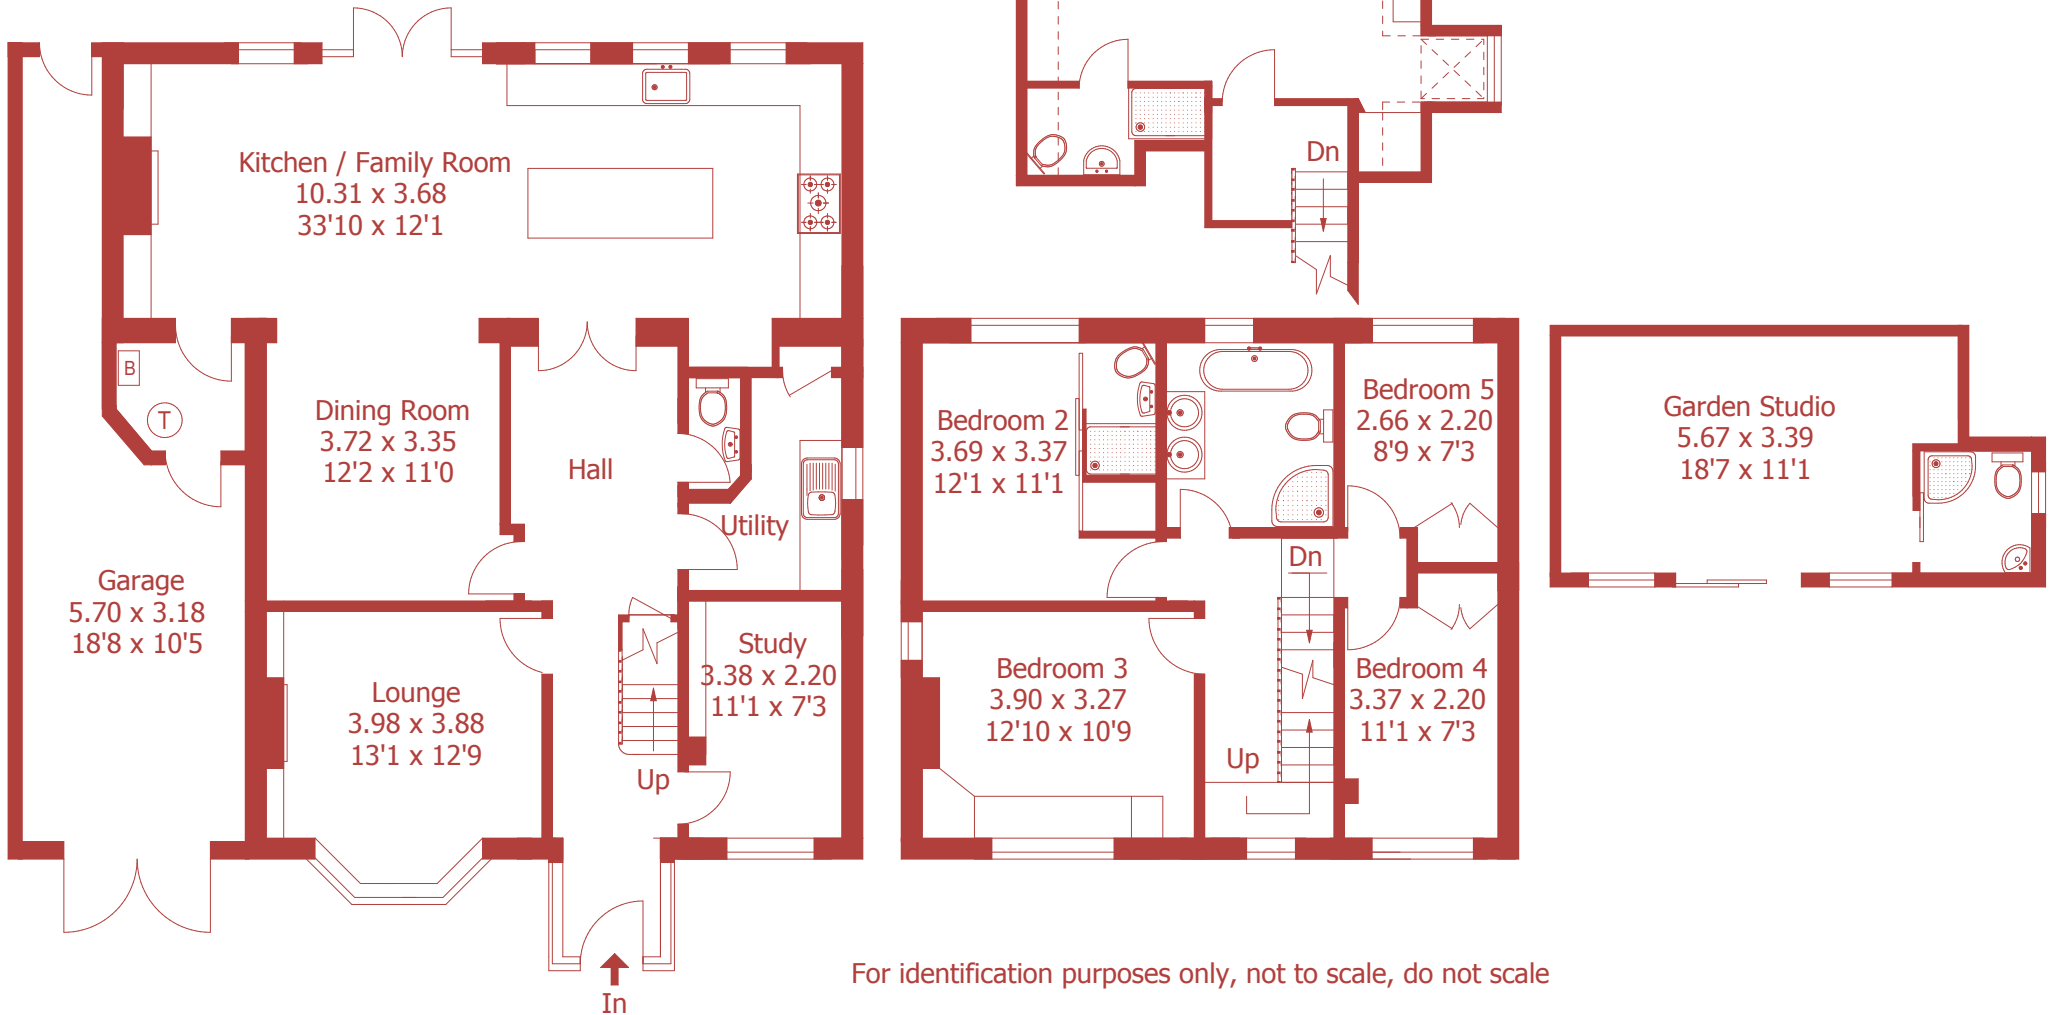 Kitchen / Family Room
10.31 x 3.68
33'10 x 12'1
Dn
B
T
Dining Room
3.72 x 3.35
12'2 x 11'0
Hall
Utility
Garage
5.70 x 3.18
18'8 x 10'5
Lounge
3.98 x 3.88
13'1 x 12'9
Study
3.38 x 2.20
11'1 x 7'3
Up
In
Bedroom 2
3.69 x 3.37
12'1 x 11'1
Bedroom 5
2.66 x 2.20
8'9 x 7'3
Dn
Bedroom 3
3.90 x 3.27
12'10 x 10'9
Up
Bedroom 4
3.37 x 2.20
11'1 x 7'3
Garden Studio
5.67 x 3.39
18'7 x 11'1
For identification purposes only, not to scale, do not scale